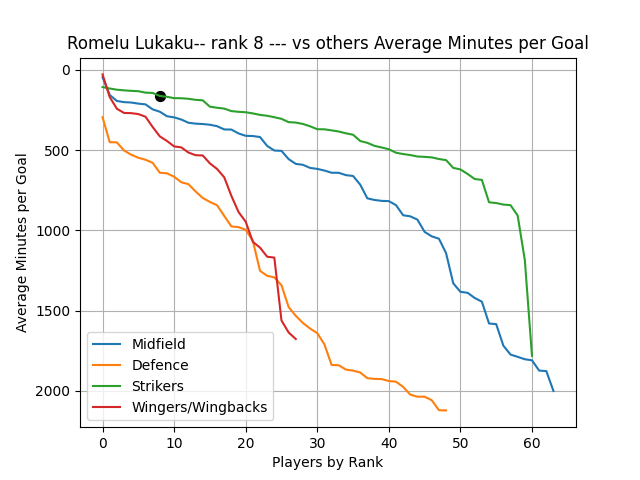 Romelu Lukaku-- rank 8 --- vs others Average Minutes per Goal
Average Minutes per Goal
0
500
1000
1500
2000
Midfield
Defence
Strikers
Wingers/Wingbacks
0 10 20 30 40 50 60
Players by Rank